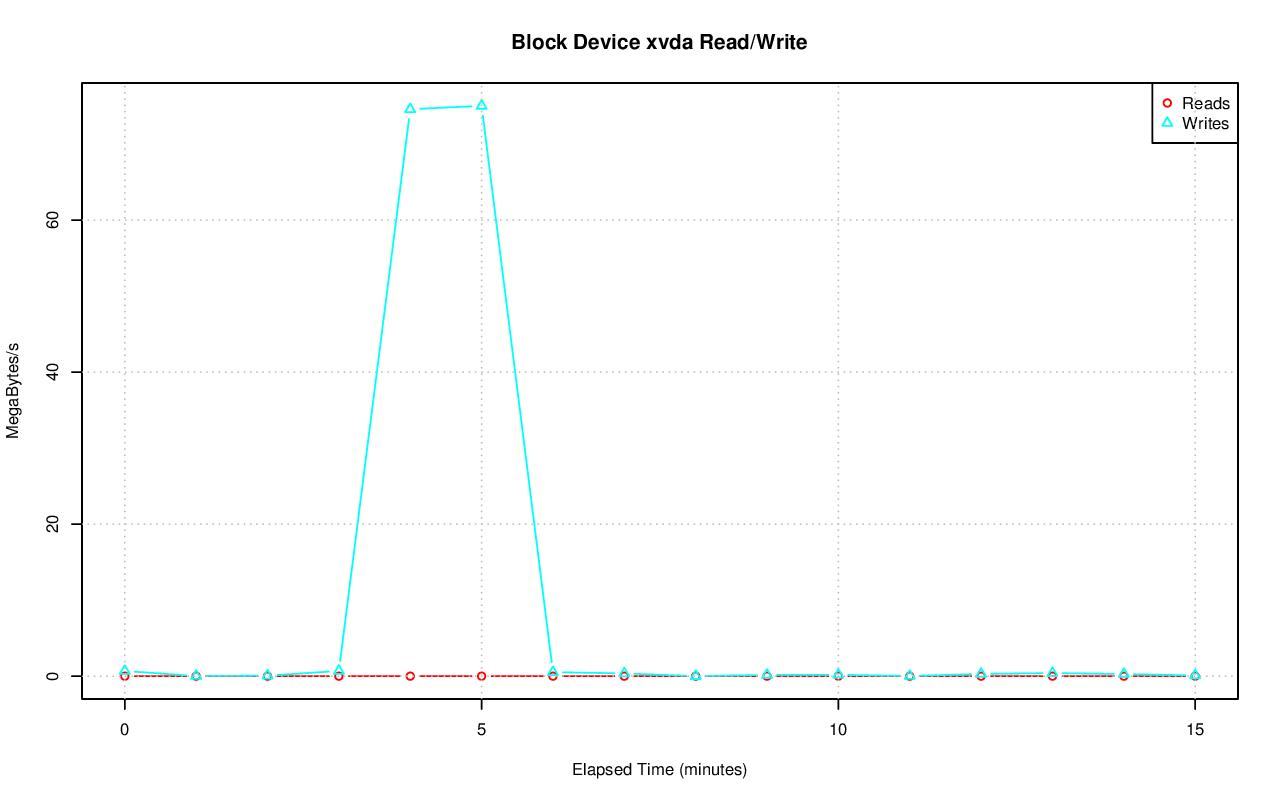 Block Device xvda Read/Write
Reads
Writes
MegaBytes/s
60
40
20
0
0 5 10 15
Elapsed Time (minutes)